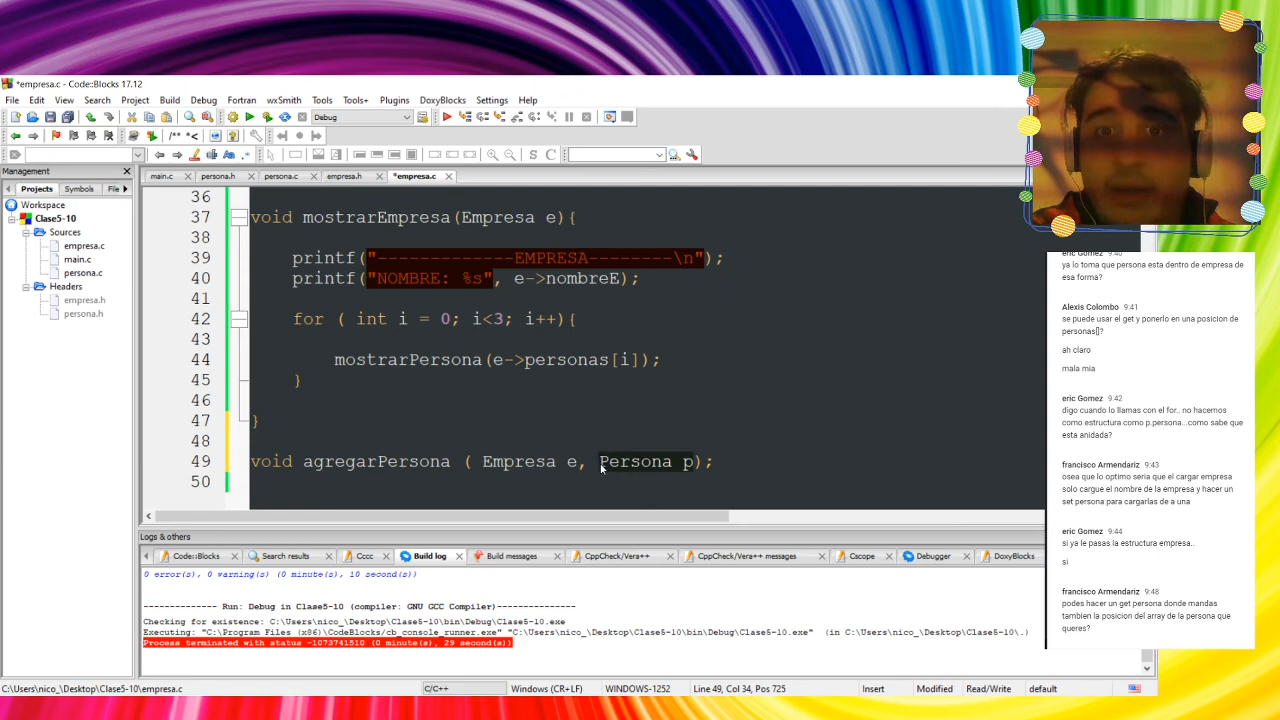 *empresa.c - Code::Blocks 17.12
File Edit View Search Project Build Debug Fortran wxSmith Tools Tools+ Plugins DoxyBlocks Settings Help
Debug
Management
main.c persona.h persona.c empresa.h *empresa.c
Projects Symbols File
Workspace
Clase5-10
Sources
empresa.c
main.c
persona.c
Headers
empresa.h
persona.h
36
37 void mostrarEmpresa(Empresa e){
38
39 printf("-------------EMPRESA--------\n");
40 printf("NOMBRE: %s", e->nombreE);
41
42 for ( int i = 0; i<3; i++){
43
44 mostrarPersona(e->personas[i]);
45 }
46
47 }
48
49 void agregarPersona ( Empresa e, Persona p);
50
Logs & others
Code::Blocks Search results Cccc Build log Build messages CppCheck/Vera++ CppCheck/Vera++ messages Cscope Debugger DoxyBlocks
0 error(s), 0 warning(s) (0 minute(s), 10 second(s))
-------------- Run: Debug in Clase5-10 (compiler: GNU GCC Compiler)---------------
Checking for existence: C:\Users\nico_\Desktop\Clase5-10\bin\Debug\Clase5-10.exe
Executing: "C:\Program Files (x86)\CodeBlocks/cb_console_runner.exe" "C:\Users\nico_\Desktop\Clase5-10\bin\Debug\Clase5-10.exe" (in C:\Users\nico_\Desktop\Clase5-10\.)
Process terminated with status -1073741510 (0 minute(s), 29 second(s))
C:\Users\nico_\Desktop\Clase5-10\empresa.c C/C++ Windows (CR+LF) WINDOWS-1252 Line 49, Col 34, Pos 725 Insert Modified Read/Write default
eric Gomez 9:40
ya lo toma que persona esta dentro de empresa de
esa forma?
Alexis Colombo 9:41
se puede usar el get y ponerlo en una posicion de
personas[]?
ah claro
mala mia
eric Gomez 9:42
digo cuando lo llamas con el for.. no hacemos
como estructura como p.persona...como sabe que
esta anidada?
francisco Armendariz 9:43
osea que lo optimo seria que el cargar empresa
solo cargue el nombre de la empresa y hacer un
set persona para cargarlas de a una
eric Gomez 9:44
si ya le pasas la estructura empresa..
si
francisco Armendariz 9:48
podes hacer un get persona donde mandas
tambien la posicion del array de la persona que
queres?